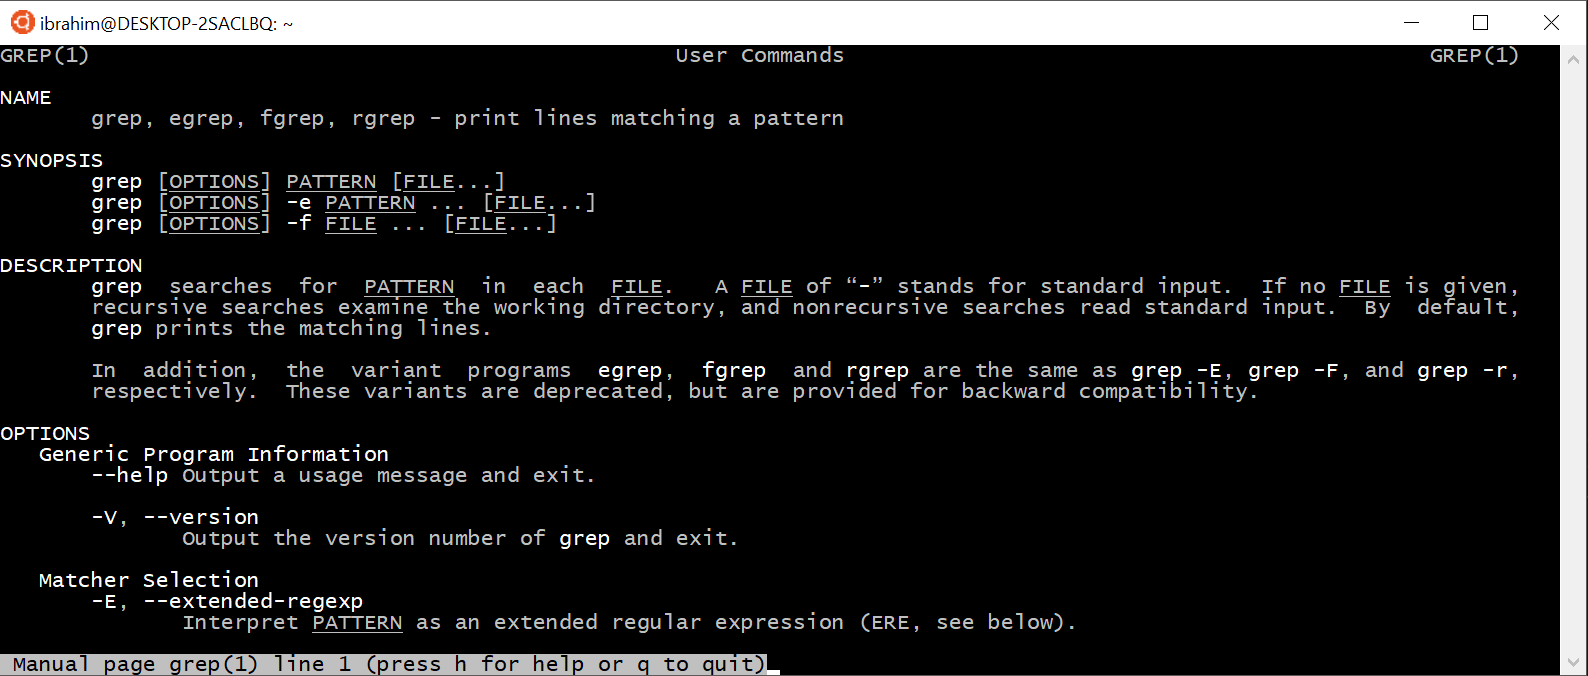 ibrahim@DESKTOP-2SACLBQ: ~
GREP(1) User Commands GREP(1)
NAME
grep, egrep, fgrep, rgrep - print lines matching a pattern
SYNOPSIS
grep [OPTIONS] PATTERN [FILE...]
grep [OPTIONS] -e PATTERN ... [FILE...]
grep [OPTIONS] -f FILE ... [FILE...]
DESCRIPTION
grep searches for PATTERN in each FILE. A FILE of “-” stands for standard input. If no FILE is given,
recursive searches examine the working directory, and nonrecursive searches read standard input. By default,
grep prints the matching lines.
In addition, the variant programs egrep, fgrep and rgrep are the same as grep -E, grep -F, and grep -r,
respectively. These variants are deprecated, but are provided for backward compatibility.
OPTIONS
Generic Program Information
--help Output a usage message and exit.
-V, --version
Output the version number of grep and exit.
Matcher Selection
-E, --extended-regexp
Interpret PATTERN as an extended regular expression (ERE, see below).
Manual page grep(1) line 1 (press h for help or q to quit)